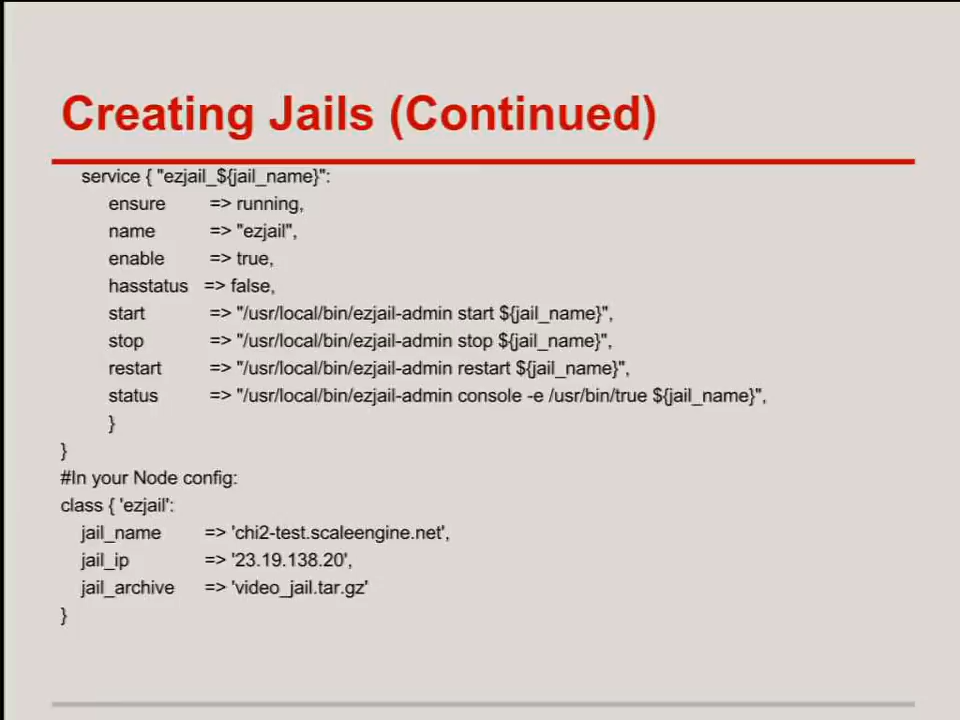 Creating Jails (Continued)
service { "ezjail_${jail_name}":
ensure => running,
name => "ezjail",
enable => true,
hasstatus => false,
start => "/usr/local/bin/ezjail-admin start ${jail_name}",
stop => "/usr/local/bin/ezjail-admin stop ${jail_name}",
restart => "/usr/local/bin/ezjail-admin restart ${jail_name}",
status => "/usr/local/bin/ezjail-admin console -e /usr/bin/true ${jail_name}",
}
}
#In your Node config:
class { 'ezjail':
jail_name => 'chi2-test.scaleengine.net',
jail_ip => '23.19.138.20',
jail_archive => 'video_jail.tar.gz'
}